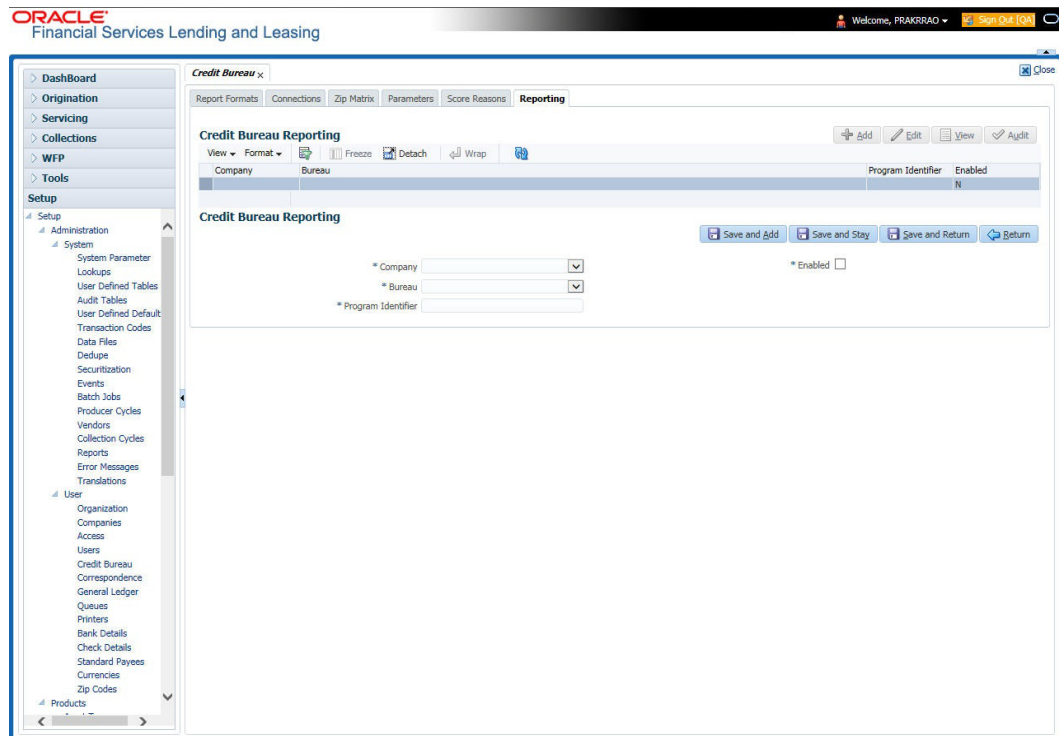 ORACLE®
Financial Services Lending and Leasing
Welcome, PRAKRRAO
Sign Out [QA]
DashBoard
Origination
Servicing
Collections
WFP
Tools
Setup
Setup
Administration
System
System Parameter
Lookups
User Defined Tables
Audit Tables
User Defined Default
Transaction Codes
Data Files
Dedupe
Securitization
Events
Batch Jobs
Producer Cycles
Vendors
Collection Cycles
Reports
Error Messages
Translations
User
Organization
Companies
Access
Users
Credit Bureau
Correspondence
General Ledger
Queues
Printers
Bank Details
Check Details
Standard Payees
Currencies
Zip Codes
Products
Credit Bureau x
Close
Report Formats Connections Zip Matrix Parameters Score Reasons Reporting
Credit Bureau Reporting
Add Edit View Audit
View Format Freeze Detach Wrap
Company Bureau Program Identifier Enabled
N
Credit Bureau Reporting
Save and Add Save and Stay Save and Return Return
* Company
* Enabled
* Bureau
* Program Identifier